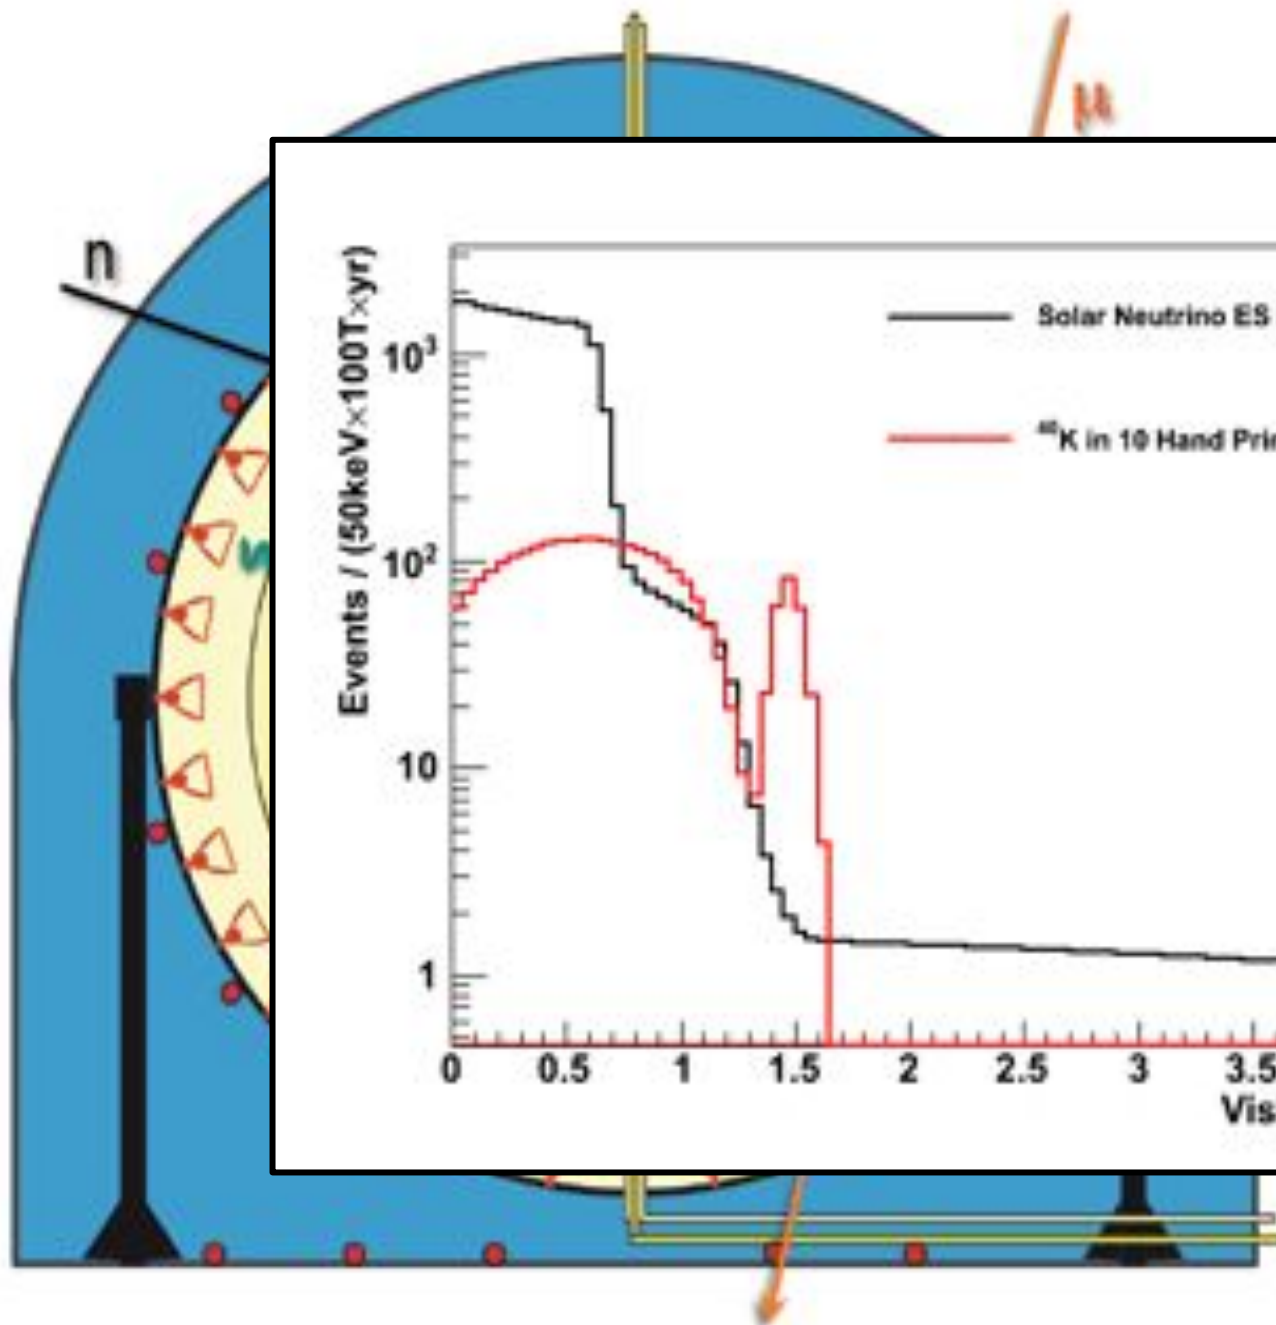 μ
n
Events / (50keV×100T×yr)
10³
10²
10
1
Solar Neutrino ES
⁴⁰K in 10 Hand Prin
0 0.5 1 1.5 2 2.5 3 3.5
Vis